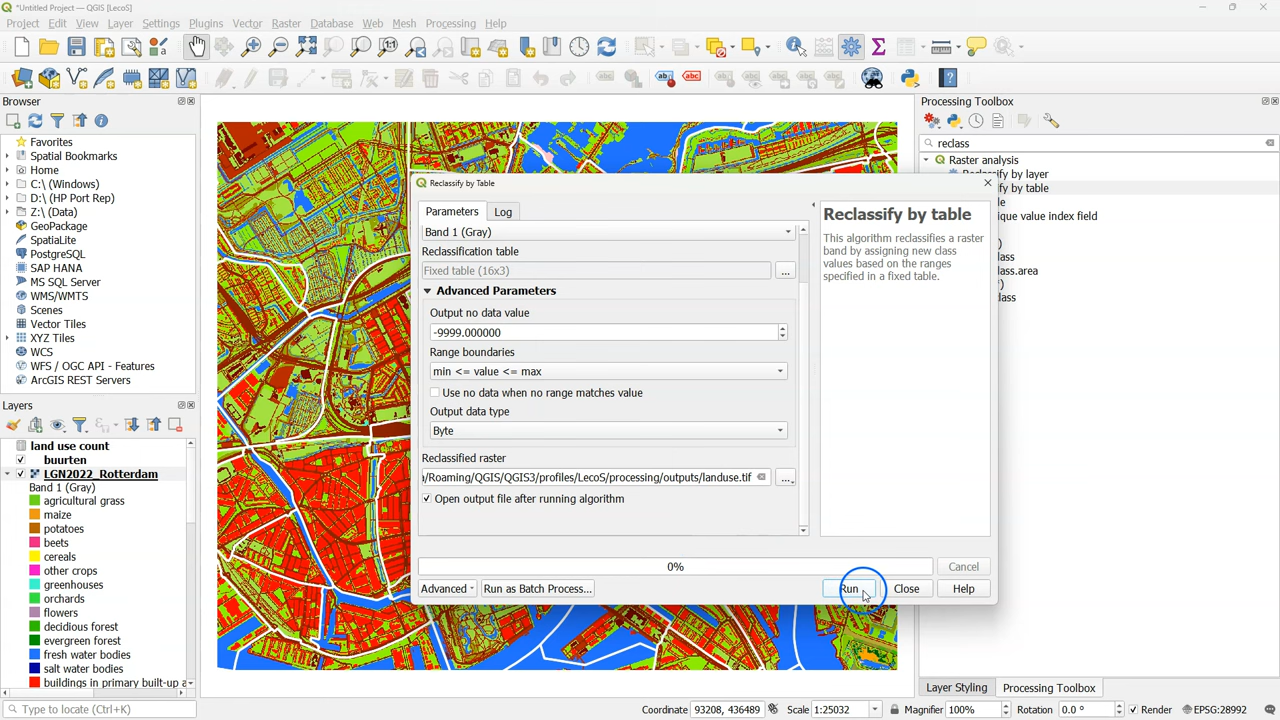 *Untitled Project — QGIS [LecoS]
Project Edit View Layer Settings Plugins Vector Raster Database Web Mesh Processing Help
Browser
Favorites
Spatial Bookmarks
Home
C:\ (Windows)
D:\ (HP Port Rep)
Z:\ (Data)
GeoPackage
SpatiaLite
PostgreSQL
SAP HANA
MS SQL Server
WMS/WMTS
Scenes
Vector Tiles
XYZ Tiles
WCS
WFS / OGC API - Features
ArcGIS REST Servers
Layers
land use count
buurten
LGN2022_Rotterdam
Band 1 (Gray)
agricultural grass
maize
potatoes
beets
cereals
other crops
greenhouses
orchards
flowers
decidious forest
evergreen forest
fresh water bodies
salt water bodies
buildings in primary built-up a
Reclassify by Table
Parameters Log
Band 1 (Gray)
Reclassification table
Fixed table (16x3)
...
Advanced Parameters
Output no data value
-9999.000000
Range boundaries
min <= value <= max
Use no data when no range matches value
Output data type
Byte
Reclassified raster
/Roaming/QGIS/QGIS3/profiles/LecoS/processing/outputs/landuse.tif
...
Open output file after running algorithm
Reclassify by table
This algorithm reclassifies a raster
band by assigning new class
values based on the ranges
specified in a fixed table.
0%
Cancel
Advanced Run as Batch Process... Run Close Help
Processing Toolbox
reclass
Raster analysis
Reclassify by layer
fy by table
ique value index field
ass
ass.area
ass
Layer Styling Processing Toolbox
Type to locate (Ctrl+K)
Coordinate 93208, 436489 Scale 1:25032 Magnifier 100% Rotation 0.0 ° Render EPSG:28992